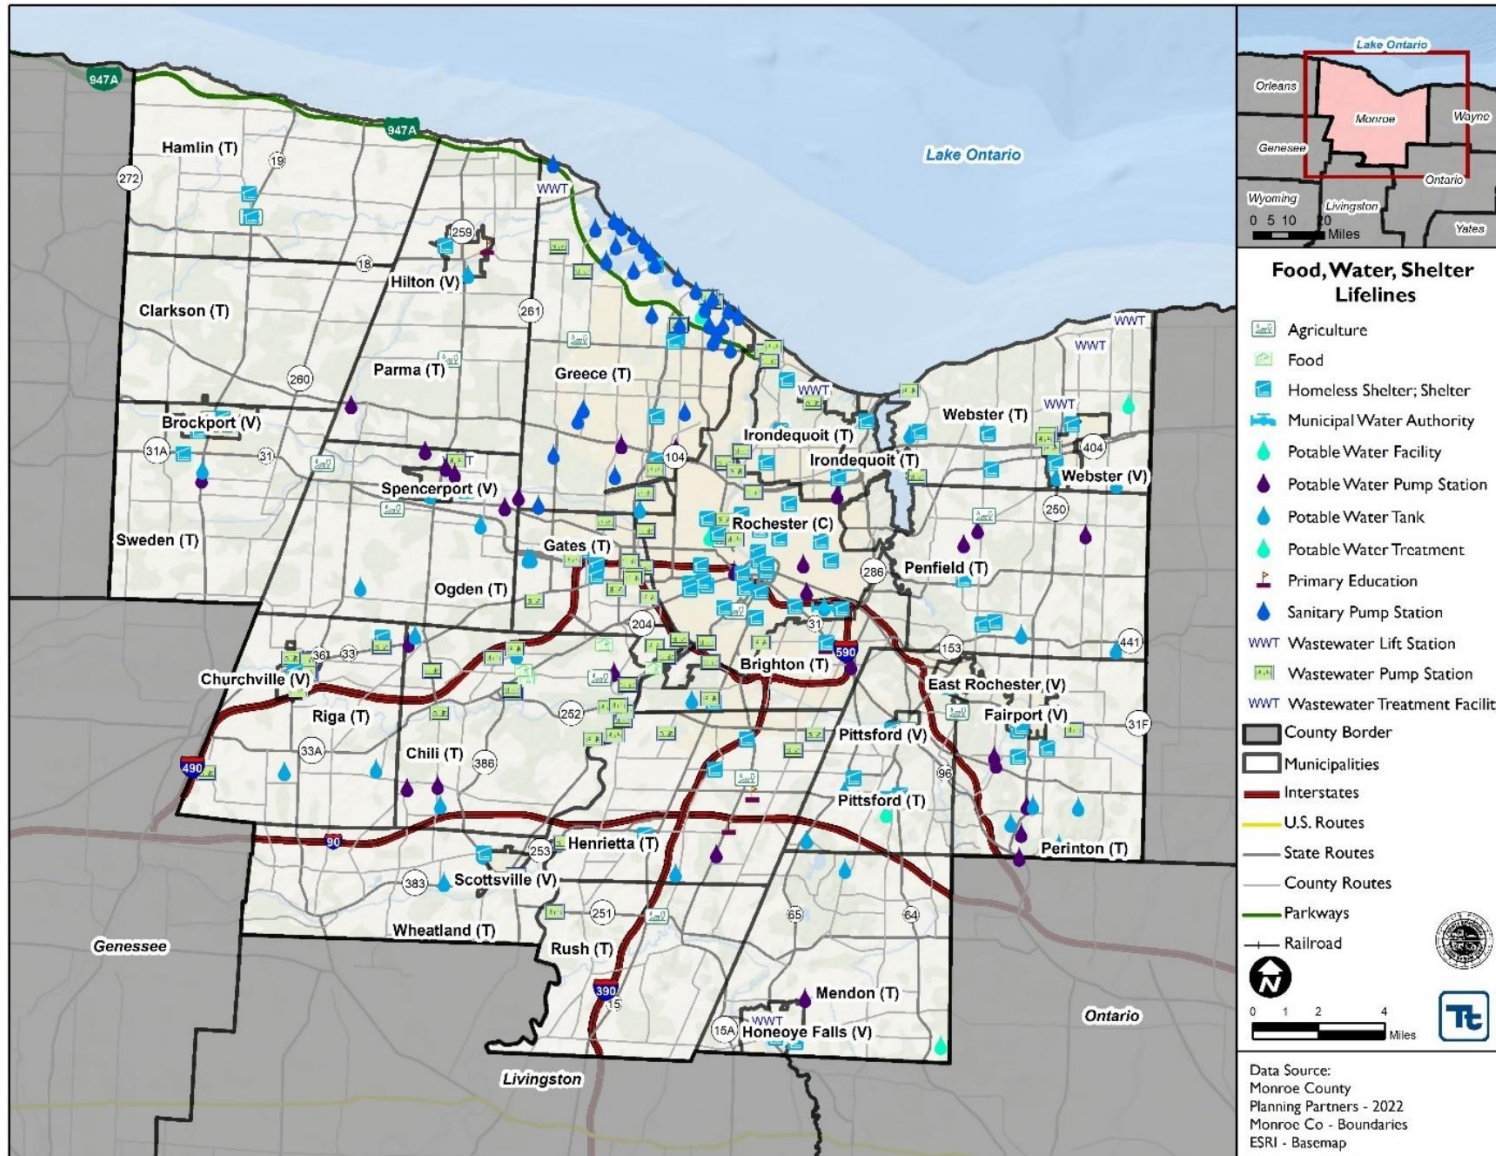 947A
947A
Lake Ontario
Hamlin (T)
19
272
WWT
259
18
Hilton (V)
Clarkson (T)
261
Parma (T)
Greece (T)
260
WWT
Webster (T)
WWT
WWT
WWT
Brockport (V)
Irondequoit (T)
31A
31
404
104
Irondequoit (T)
Webster (V)
Spencerport (V)
250
Rochester (C)
Sweden (T)
Gates (T)
Penfield (T)
286
Ogden (T)
204
31
36
33
590
153
441
Churchville (V)
Brighton (T)
East Rochester (V)
Riga (T)
252
Fairport (V)
31F
33A
Chili (T)
386
Pittsford (V)
490
96
Pittsford (T)
90
253
Henrietta (T)
Perinton (T)
383
Scottsville (V)
251
65
64
Wheatland (T)
Rush (T)
Genessee
390
15
Mendon (T)
WWT
15A
Honeoye Falls (V)
Ontario
Livingston
Lake Ontario
Orleans
Monroe
Wayne
Genesee
Ontario
Wyoming
Livingston
Yates
0 5 10 20
Miles
Food, Water, Shelter
Lifelines
Agriculture
Food
Homeless Shelter; Shelter
Municipal Water Authority
Potable Water Facility
Potable Water Pump Station
Potable Water Tank
Potable Water Treatment
Primary Education
Sanitary Pump Station
WWT Wastewater Lift Station
Wastewater Pump Station
WWT Wastewater Treatment Facilit
County Border
Municipalities
Interstates
U.S. Routes
State Routes
County Routes
Parkways
Railroad
N
0 1 2 4
Miles
Tt
Data Source:
Monroe County
Planning Partners - 2022
Monroe Co - Boundaries
ESRI - Basemap